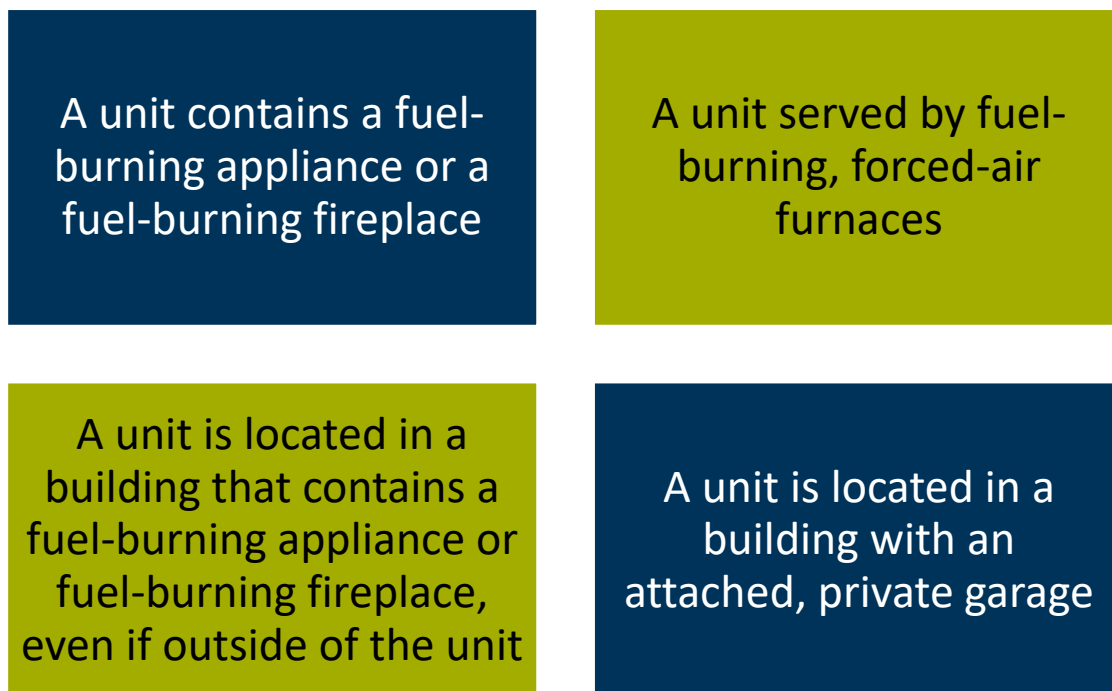 A unit contains a fuel-
burning appliance or a
fuel-burning fireplace
A unit served by fuel-
burning, forced-air
furnaces
A unit is located in a
building that contains a
fuel-burning appliance or
fuel-burning fireplace,
even if outside of the unit
A unit is located in a
building with an
attached, private garage